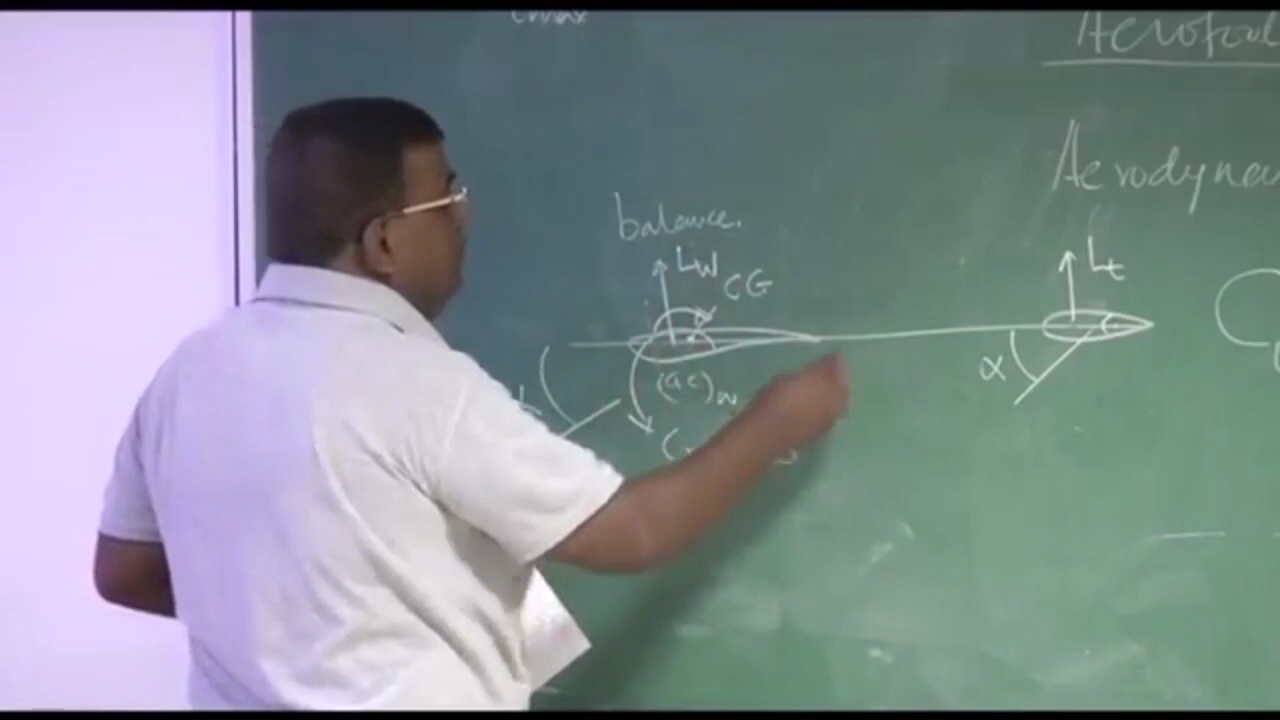 Cmax
Aerofoil
Aerodynam
balance.
Lw
CG
Lt
(ac)w
α